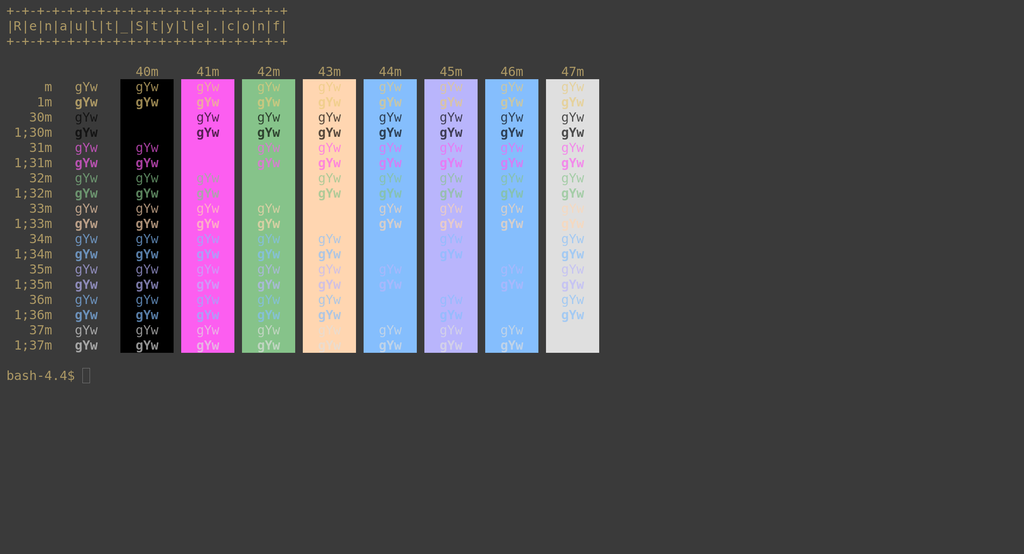 +-+-+-+-+-+-+-+-+-+-+-+-+-+-+-+-+-+-+
|R|e|n|a|u|l|t|_|S|t|y|l|e|.|c|o|n|f|
+-+-+-+-+-+-+-+-+-+-+-+-+-+-+-+-+-+-+
40m 41m 42m 43m 44m 45m 46m 47m
m gYw gYw gYw gYw gYw gYw gYw gYw gYw
1m gYw gYw gYw gYw gYw gYw gYw gYw gYw
30m gYw gYw gYw gYw gYw gYw gYw gYw
1;30m gYw gYw gYw gYw gYw gYw gYw gYw
31m gYw gYw gYw gYw gYw gYw gYw gYw
1;31m gYw gYw gYw gYw gYw gYw gYw gYw
32m gYw gYw gYw gYw gYw gYw gYw gYw
1;32m gYw gYw gYw gYw gYw gYw gYw gYw
33m gYw gYw gYw gYw gYw gYw gYw gYw
1;33m gYw gYw gYw gYw gYw gYw gYw gYw
34m gYw gYw gYw gYw gYw gYw gYw
1;34m gYw gYw gYw gYw gYw gYw gYw
35m gYw gYw gYw gYw gYw gYw gYw gYw
1;35m gYw gYw gYw gYw gYw gYw gYw gYw
36m gYw gYw gYw gYw gYw gYw gYw
1;36m gYw gYw gYw gYw gYw gYw gYw
37m gYw gYw gYw gYw gYw gYw gYw gYw
1;37m gYw gYw gYw gYw gYw gYw gYw gYw
bash-4.4$